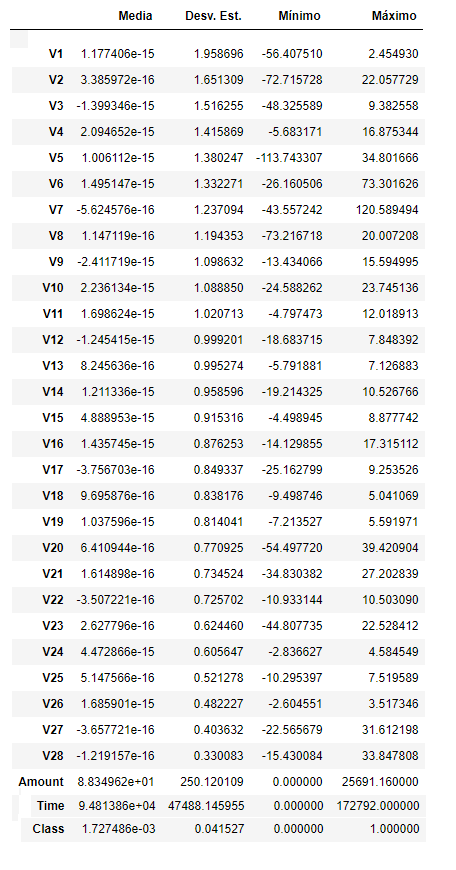 Media Desv. Est. Mínimo Máximo
V1 1.177406e-15 1.958696 -56.407510 2.454930
V2 3.385972e-16 1.651309 -72.715728 22.057729
V3 -1.399346e-15 1.516255 -48.325589 9.382558
V4 2.094652e-15 1.415869 -5.683171 16.875344
V5 1.006112e-15 1.380247 -113.743307 34.801666
V6 1.495147e-15 1.332271 -26.160506 73.301626
V7 -5.624576e-16 1.237094 -43.557242 120.589494
V8 1.147119e-16 1.194353 -73.216718 20.007208
V9 -2.411719e-15 1.098632 -13.434066 15.594995
V10 2.236134e-15 1.088850 -24.588262 23.745136
V11 1.698624e-15 1.020713 -4.797473 12.018913
V12 -1.245415e-15 0.999201 -18.683715 7.848392
V13 8.245636e-16 0.995274 -5.791881 7.126883
V14 1.211336e-15 0.958596 -19.214325 10.526766
V15 4.888953e-15 0.915316 -4.498945 8.877742
V16 1.435745e-15 0.876253 -14.129855 17.315112
V17 -3.756703e-16 0.849337 -25.162799 9.253526
V18 9.695876e-16 0.838176 -9.498746 5.041069
V19 1.037596e-15 0.814041 -7.213527 5.591971
V20 6.410944e-16 0.770925 -54.497720 39.420904
V21 1.614898e-16 0.734524 -34.830382 27.202839
V22 -3.507221e-16 0.725702 -10.933144 10.503090
V23 2.627796e-16 0.624460 -44.807735 22.528412
V24 4.472866e-15 0.605647 -2.836627 4.584549
V25 5.147566e-16 0.521278 -10.295397 7.519589
V26 1.685901e-15 0.482227 -2.604551 3.517346
V27 -3.657721e-16 0.403632 -22.565679 31.612198
V28 -1.219157e-16 0.330083 -15.430084 33.847808
Amount 8.834962e+01 250.120109 0.000000 25691.160000
Time 9.481386e+04 47488.145955 0.000000 172792.000000
Class 1.727486e-03 0.041527 0.000000 1.000000